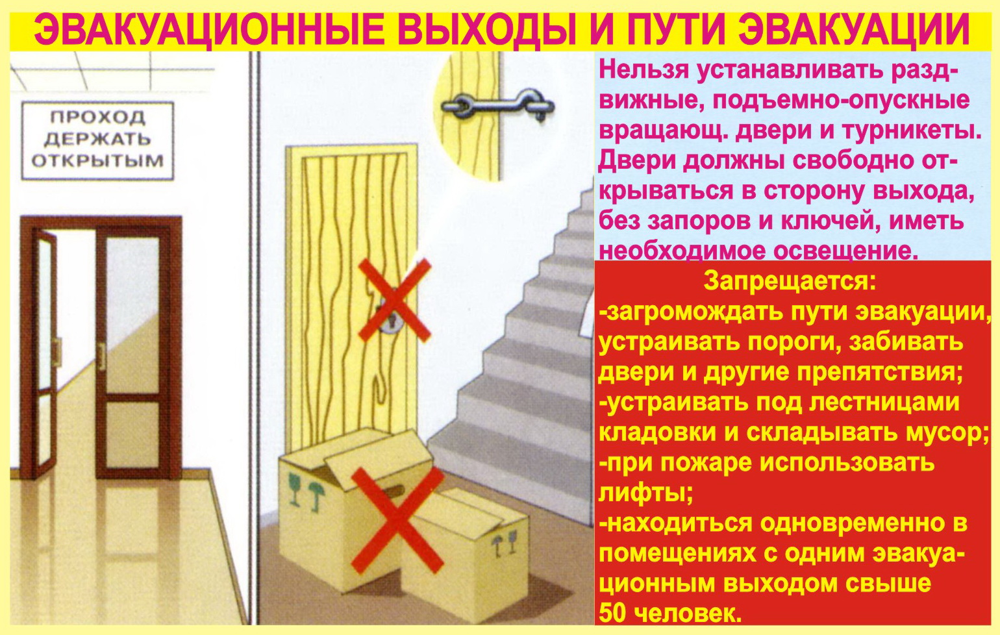 ЭВАКУАЦИОННЫЕ ВЫХОДЫ И ПУТИ ЭВАКУАЦИИ
ПРОХОД
ДЕРЖАТЬ
ОТКРЫТЫМ
Нельзя устанавливать разд-
вижные, подъемно-опускные
вращающ. двери и турникеты.
Двери должны свободно от-
крываться в сторону выхода,
без запоров и ключей, иметь
необходимое освещение.
Запрещается:
-загромождать пути эвакуации,
устраивать пороги, забивать
двери и другие препятствия;
-устраивать под лестницами
кладовки и складывать мусор;
-при пожаре использовать
лифты;
-находиться одновременно в
помещениях с одним эвакуа-
ционным выходом свыше
50 человек.